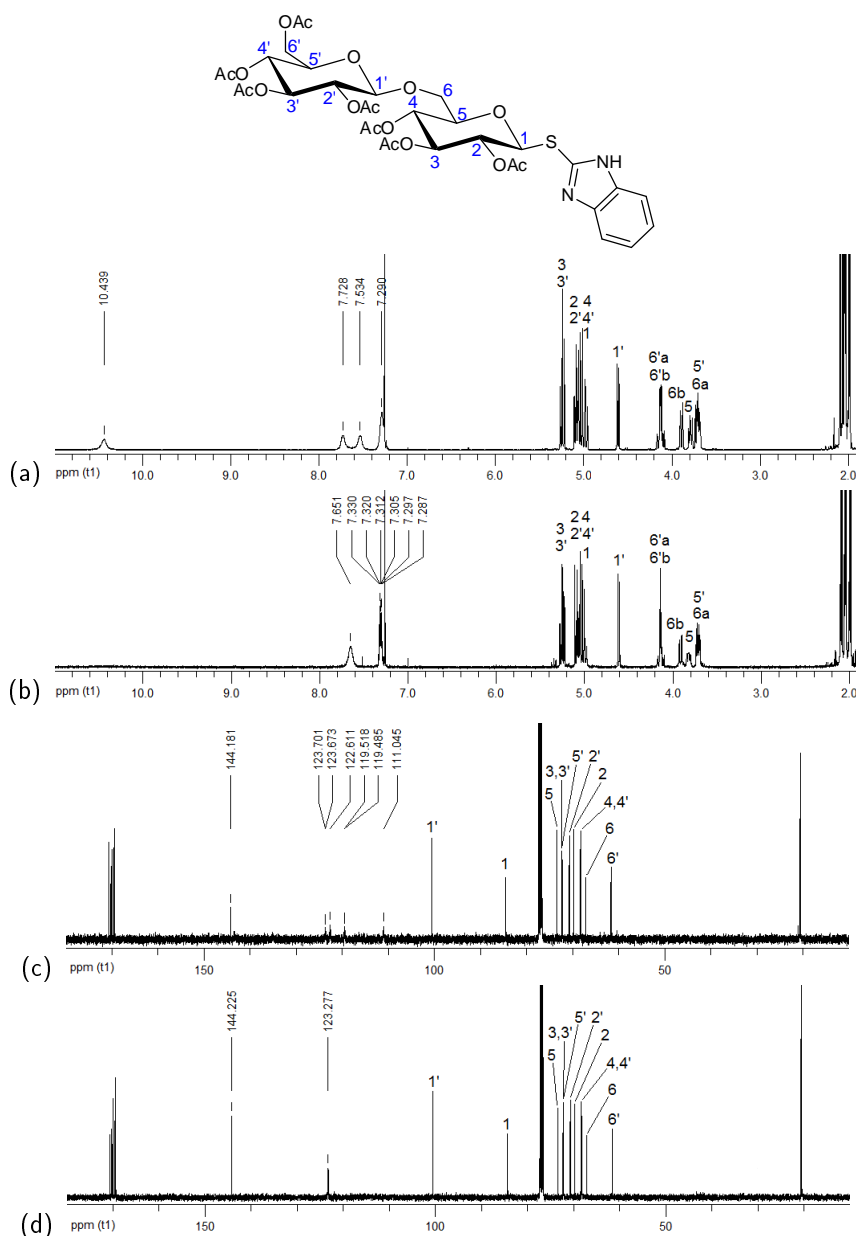 OAc
6'
4'
5'
O
AcO
1'
O
6
AcO
3'
2'
OAc
4
5
O
AcO
1
S
AcO
3
2
OAc
NH
N
10.439
7.728
7.534
7.290
3
3'
2 4
2'4'
1
1'
6'a
6'b
6b
5
5'
6a
(a)
ppm (t1)
10.0 9.0 8.0 7.0 6.0 5.0 4.0 3.0 2.0
7.651
7.330
7.320
7.312
7.305
7.297
7.287
3
3'
2 4
2'4'
1
1'
6'a
6'b
6b
5
5'
6a
(b)
ppm (t1)
10.0 9.0 8.0 7.0 6.0 5.0 4.0 3.0 2.0
144.181
123.701
123.673
122.611
119.518
119.485
111.045
1'
1
5
3,3'
5'
2'
2
4,4'
6
6'
(c)
ppm (t1)
150 100 50
144.225
123.277
1'
1
5
3,3'
5'
2'
2
4,4'
6
6'
(d)
ppm (t1)
150 100 50